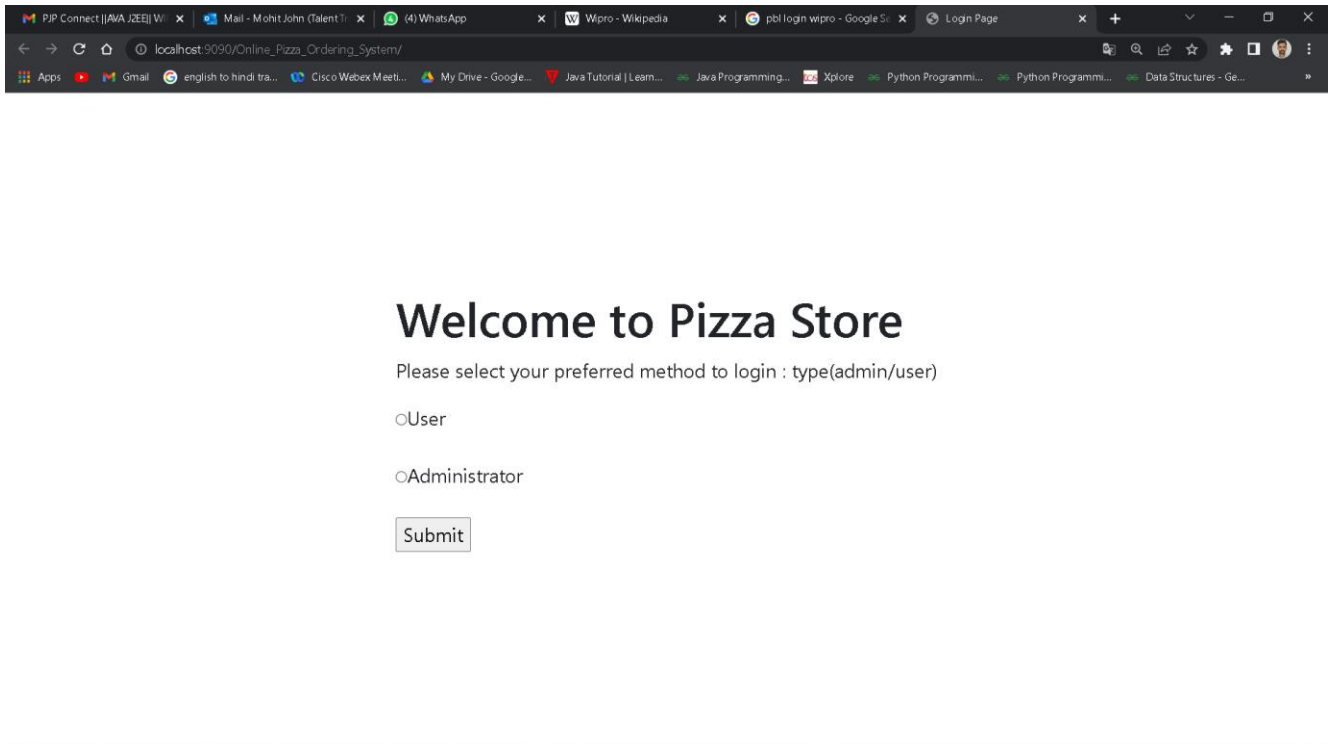 PJP Connect ||JAVA J2EE|| Wi
Mail - Mohit John (Talent Tr
(4) WhatsApp
Wipro - Wikipedia
pbl login wipro - Google Se
Login Page
localhost:9090/Online_Pizza_Ordering_System/
Apps
Gmail
english to hindi tra...
Cisco Webex Meeti...
My Drive - Google...
Java Tutorial | Learn...
Java Programming...
Xplore
Python Programmi...
Python Programmi...
Data Structures - Ge...
»
Welcome to Pizza Store
Please select your preferred method to login : type(admin/user)
User
Administrator
Submit